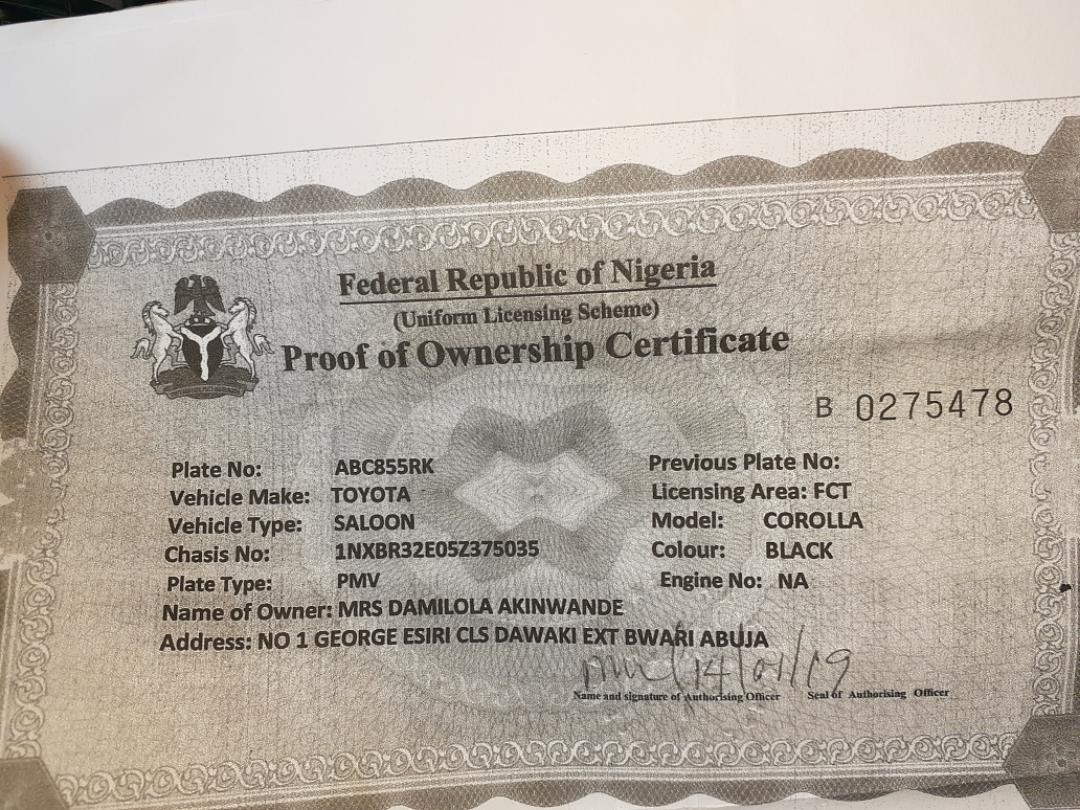 Federal Republic of Nigeria
(Uniform Licensing Scheme)
Proof of Ownership Certificate
B 0275478
Plate No: ABC855RK Previous Plate No:
Vehicle Make: TOYOTA Licensing Area: FCT
Vehicle Type: SALOON Model: COROLLA
Chasis No: 1NXBR32E05Z375035 Colour: BLACK
Plate Type: PMV Engine No: NA
Name of Owner: MRS DAMILOLA AKINWANDE
Address: NO 1 GEORGE ESIRI CLS DAWAKI EXT BWARI ABUJA
14/01/19
Name and signature of Authorising Officer Seal of Authorising Officer